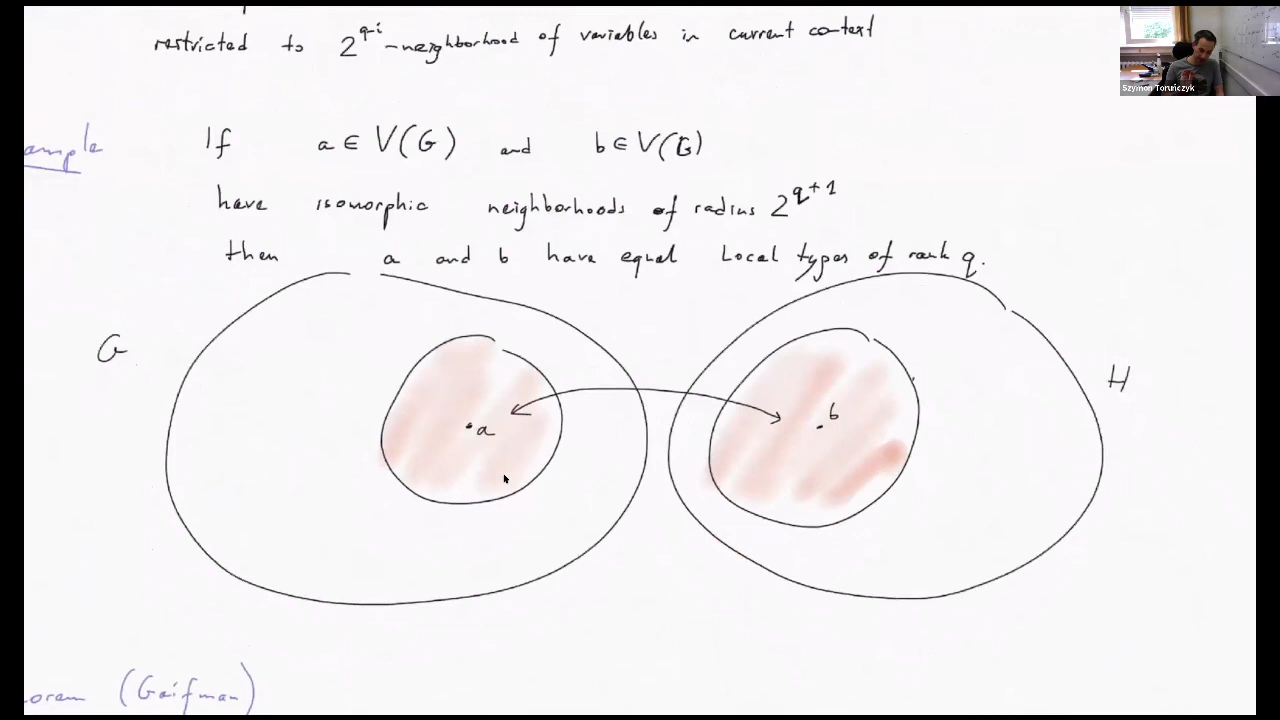 restricted to 2^{q-i}-neighborhood of variables in current context
Szymon Toruńczyk
ample If a ∈ V(G) and b ∈ V(G)
have isomorphic neighborhoods of radius 2^{q+1}
then a and b have equal Local types of rank q.
G
H
a
b
orem (Gaifman)